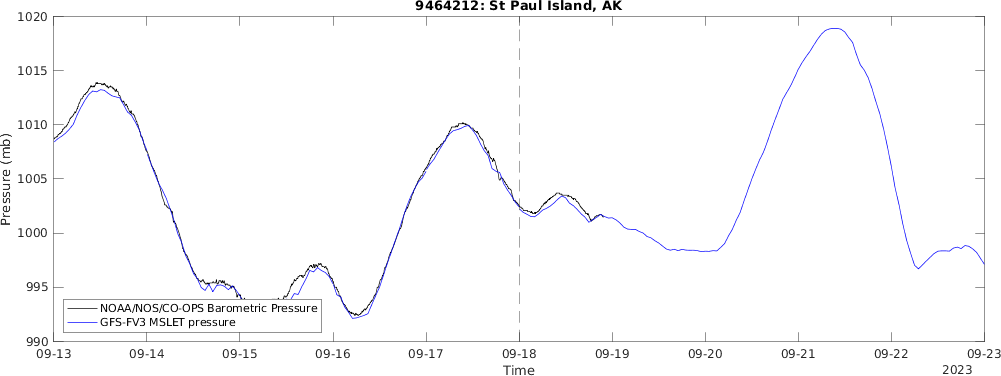 9464212: St Paul Island, AK
Pressure (mb)
1020
1015
1010
1005
1000
995
990
NOAA/NOS/CO-OPS Barometric Pressure
GFS-FV3 MSLET pressure
09-13 09-14 09-15 09-16 09-17 09-18 09-19 09-20 09-21 09-22 09-23
Time
2023